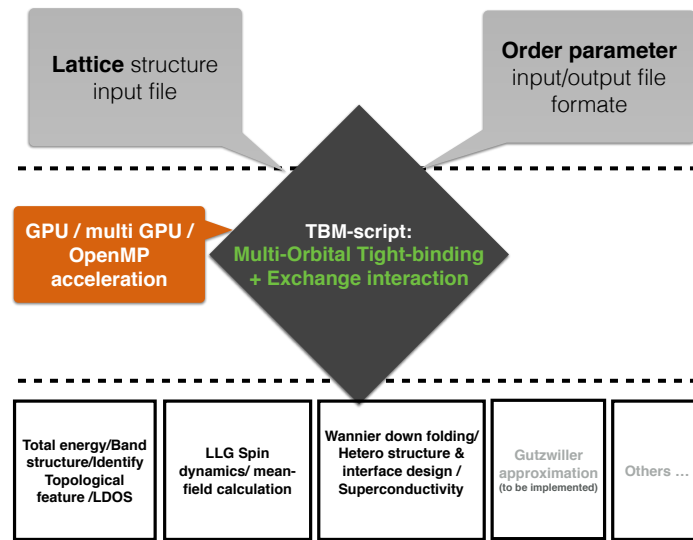 Lattice structure
input file
Order parameter
input/output file
formate
GPU / multi GPU /
OpenMP
acceleration
TBM-script:
Multi-Orbital Tight-binding
+ Exchange interaction
Total energy/Band
structure/Identify
Topological
feature /LDOS
LLG Spin
dynamics/ mean-
field calculation
Wannier down folding/
Hetero structure &
interface design /
Superconductivity
Gutzwiller
approximation
(to be implemented)
Others ...